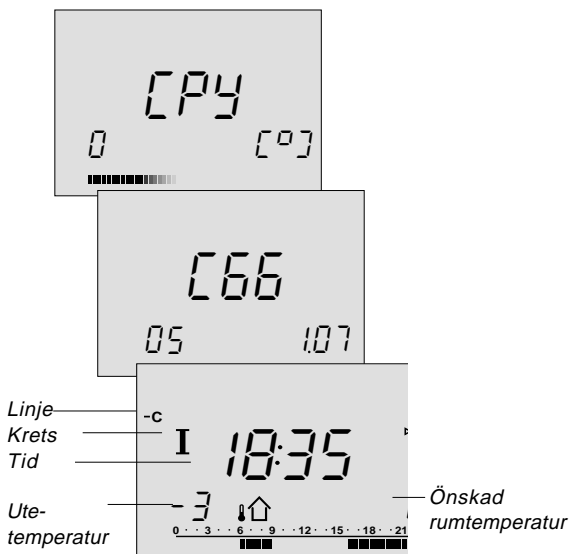 CPY
0 [o]
C66
05 1.07
Linje
-C
Krets
I
Tid
18:35
-3
Ute-
temperatur
Önskad
rumtemperatur
0 · · 3 · · 6 · · 9 · · 12 · · 15 · · 18 · · 21